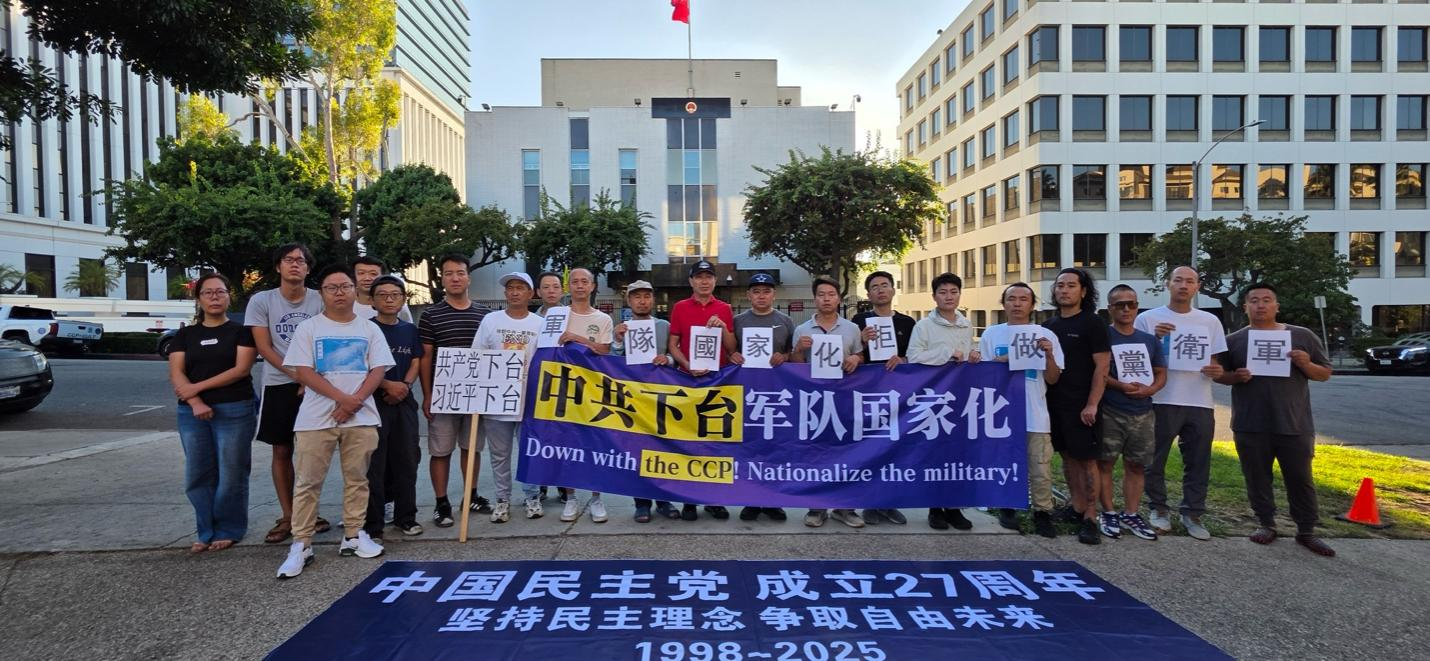 軍 隊 國 家 化 拒 做 黨 衛 軍
共产党下台
习近平下台
中共下台 军队国家化
Down with the CCP! Nationalize the military!
中国民主党 成立27周年
坚持民主理念 争取自由未来
1998~2025